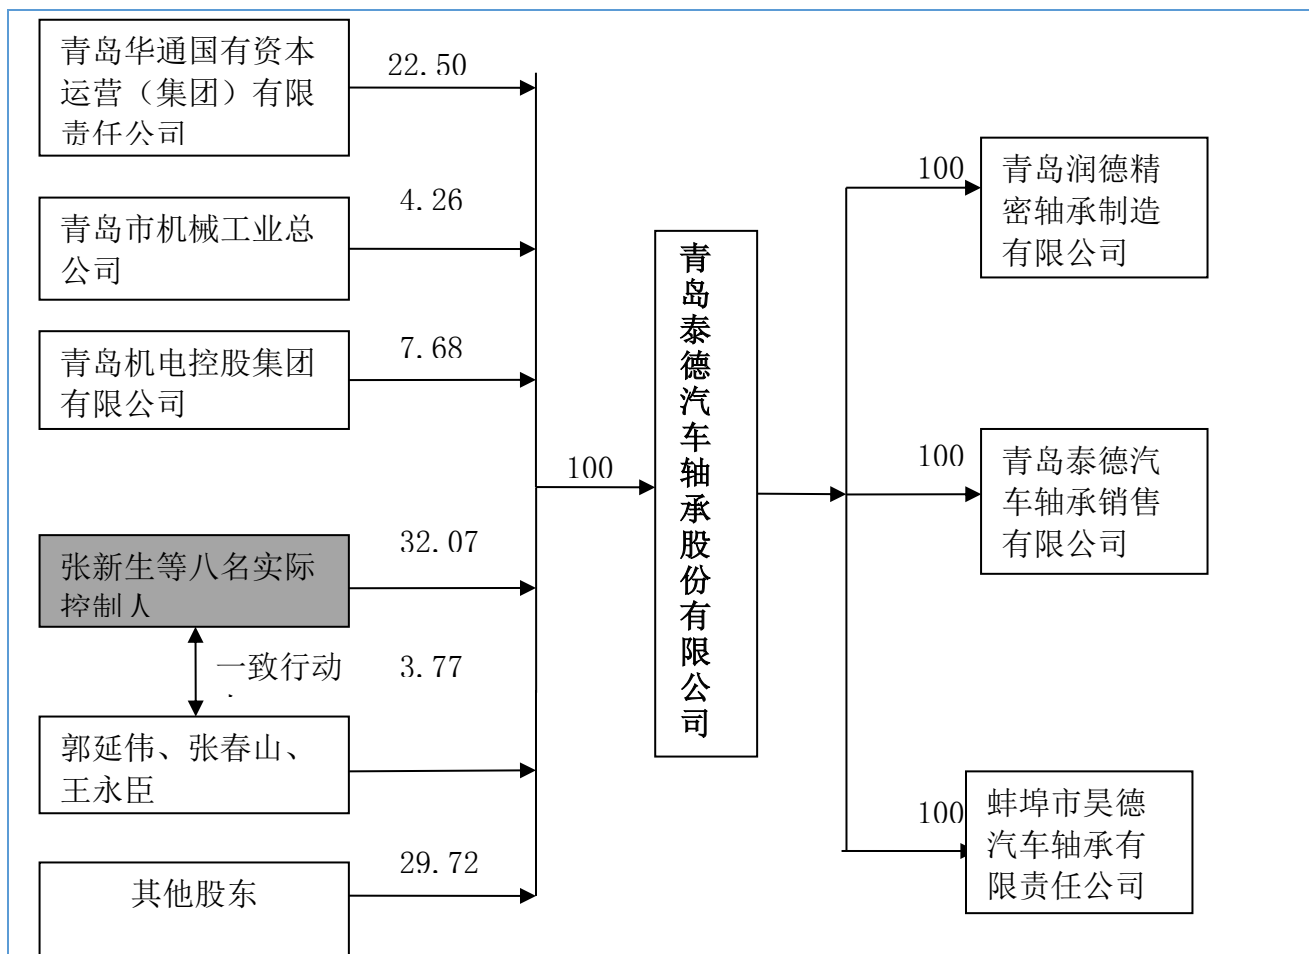 青岛华通国有资本
运营（集团）有限
责任公司
22.50
青岛市机械工业总
公司
4.26
青岛机电控股集团
有限公司
7.68
张新生等八名实际
控制人
32.07
一致行动
3.77
郭延伟、张春山、
王永臣
其他股东
29.72
100
青岛泰德汽车轴承股份有限公司
100
青岛润德精
密轴承制造
有限公司
100
青岛泰德汽
车轴承销售
有限公司
100
蚌埠市昊德
汽车轴承有
限责任公司